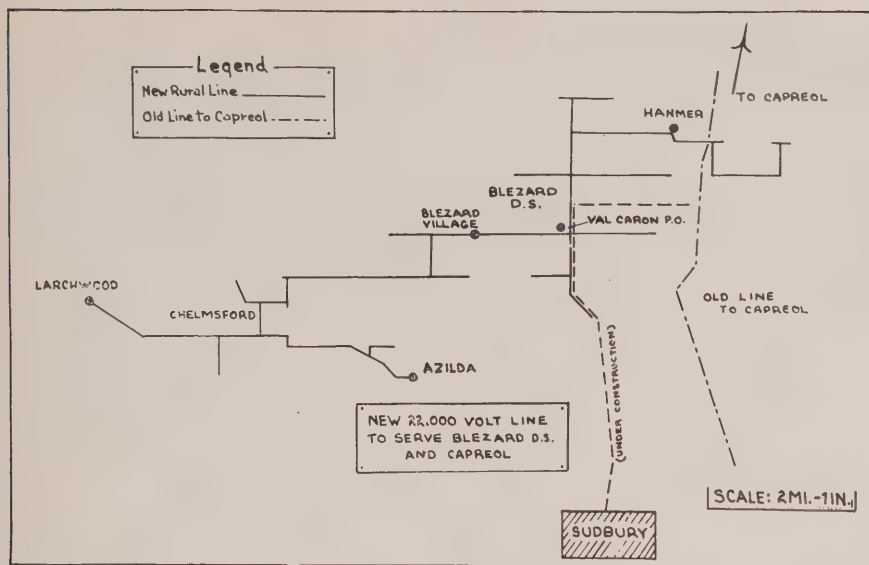 Legend
New Rural Line
Old Line to Capreol
TO CAPREOL
HANMER
BLEZARD
D.S.
BLEZARD
VILLAGE
VAL CARON P.O.
LARCHWOOD
CHELMSFORD
OLD LINE
TO CAPREOL
AZILDA
(UNDER CONSTRUCTION)
NEW 22,000 VOLT LINE
TO SERVE BLEZARD D.S.
AND CAPREOL
SCALE: 2MI.-1IN.
SUDBURY